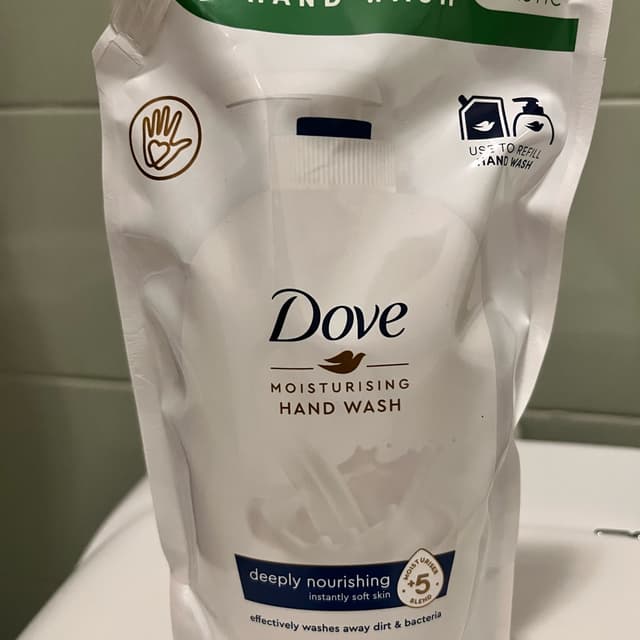 HAND WASH
USE TO REFILL
HAND WASH
Dove
MOISTURISING
HAND WASH
deeply nourishing
instantly soft skin
MOISTURISER
+5
BLEND
effectively washes away dirt & bacteria